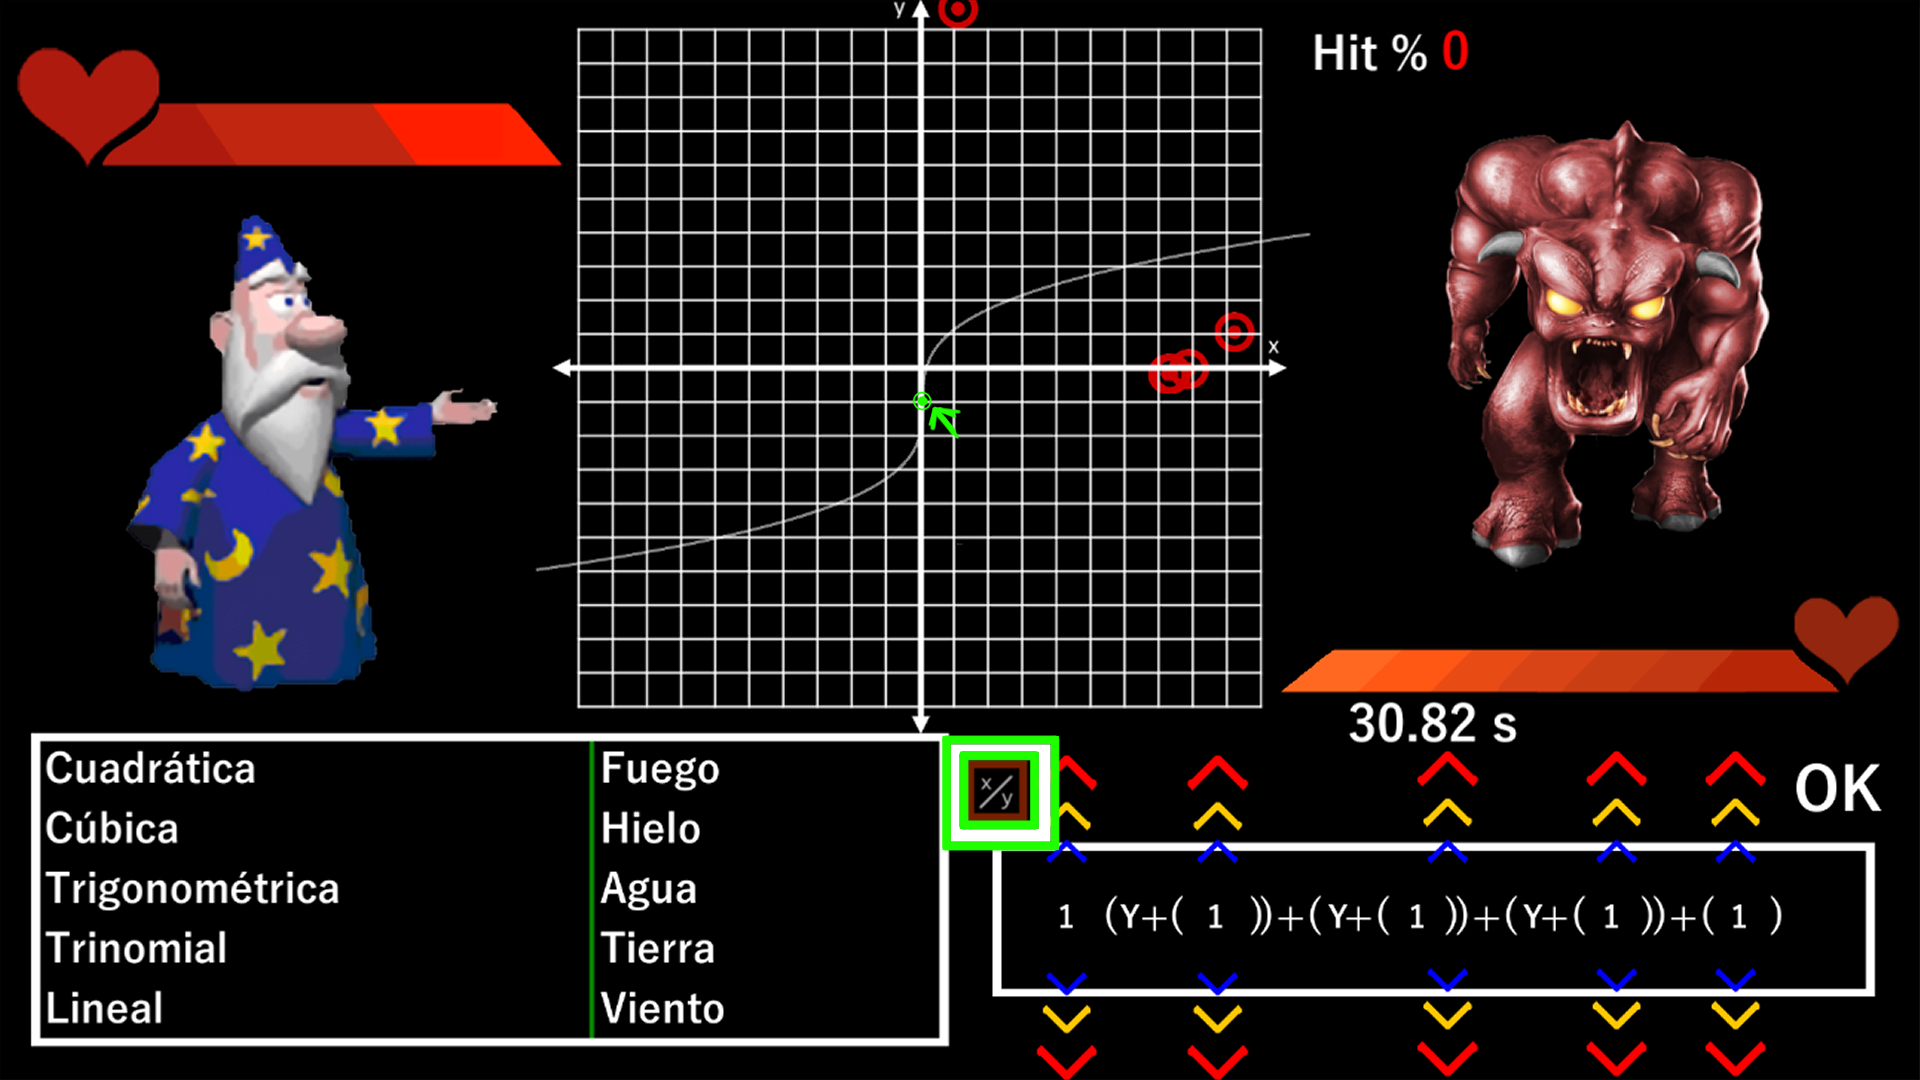 y
Hit % 0
x
30.82 s
Cuadrática
Cúbica
Trigonométrica
Trinomial
Lineal
Fuego
Hielo
Agua
Tierra
Viento
x/y
OK
1 (Y+( 1 ))+(Y+( 1 ))+(Y+( 1 ))+( 1 )